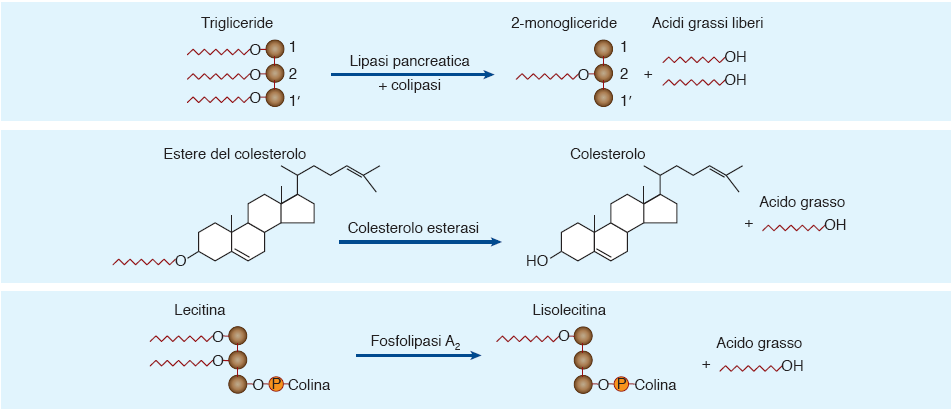 Trigliceride
2-monogliceride
Acidi grassi liberi
O
1
O
2
O
1′
Lipasi pancreatica
+ colipasi
1
O
2
1′
+
OH
OH
Estere del colesterolo
Colesterolo
O
Colesterolo esterasi
HO
Acido grasso
+
OH
Lecitina
Lisolecitina
O
O
O P Colina
Fosfolipasi A₂
O
O P Colina
Acido grasso
+
OH